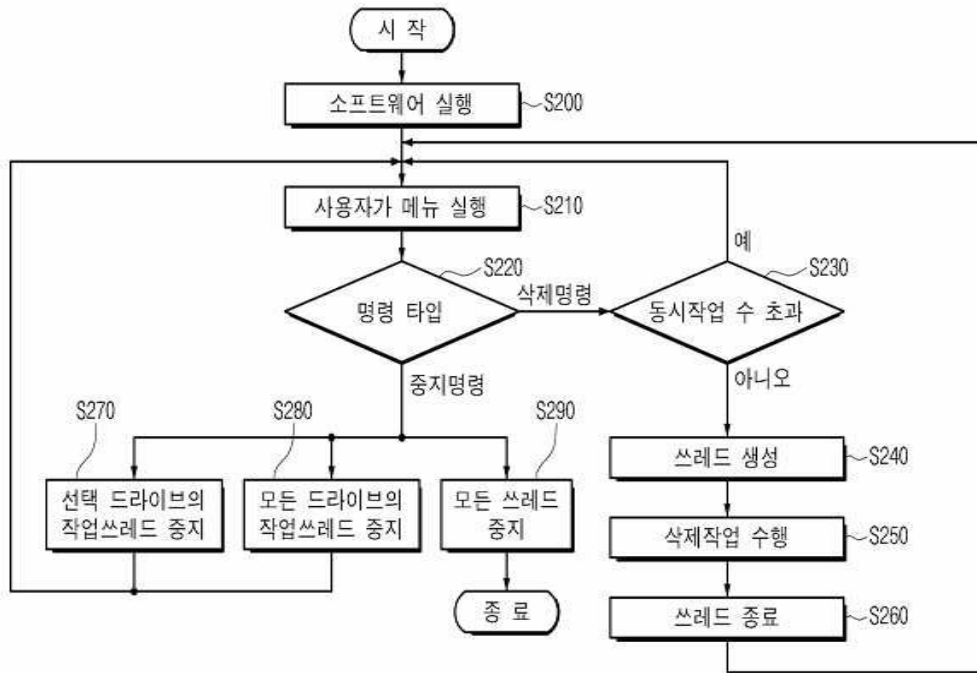 시 작
소프트웨어 실행
S200
사용자가 메뉴 실행
S210
예
S220
S230
명령 타입
삭제명령
동시작업 수 초과
중지명령
아니오
S270
S280
S290
선택 드라이브의
작업쓰레드 중지
모든 드라이브의
작업쓰레드 중지
모든 쓰레드
중지
쓰레드 생성
S240
삭제작업 수행
S250
종 료
쓰레드 종료
S260